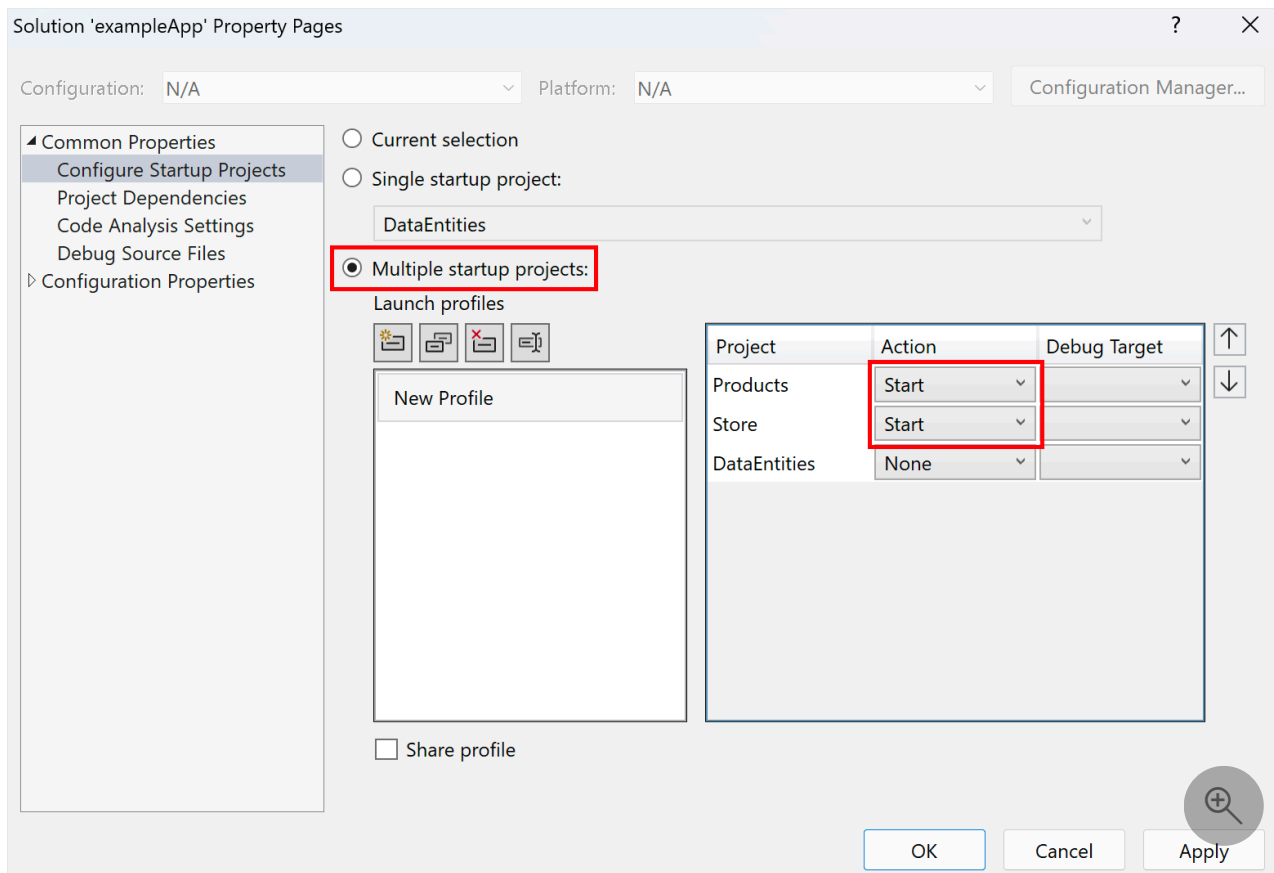 Solution 'exampleApp' Property Pages
?
Configuration: N/A Platform: N/A Configuration Manager...
Common Properties
Configure Startup Projects
Project Dependencies
Code Analysis Settings
Debug Source Files
Configuration Properties
Current selection
Single startup project:
DataEntities
Multiple startup projects:
Launch profiles
New Profile
Project Action Debug Target
Products Start
Store Start
DataEntities None
Share profile
OK Cancel Apply